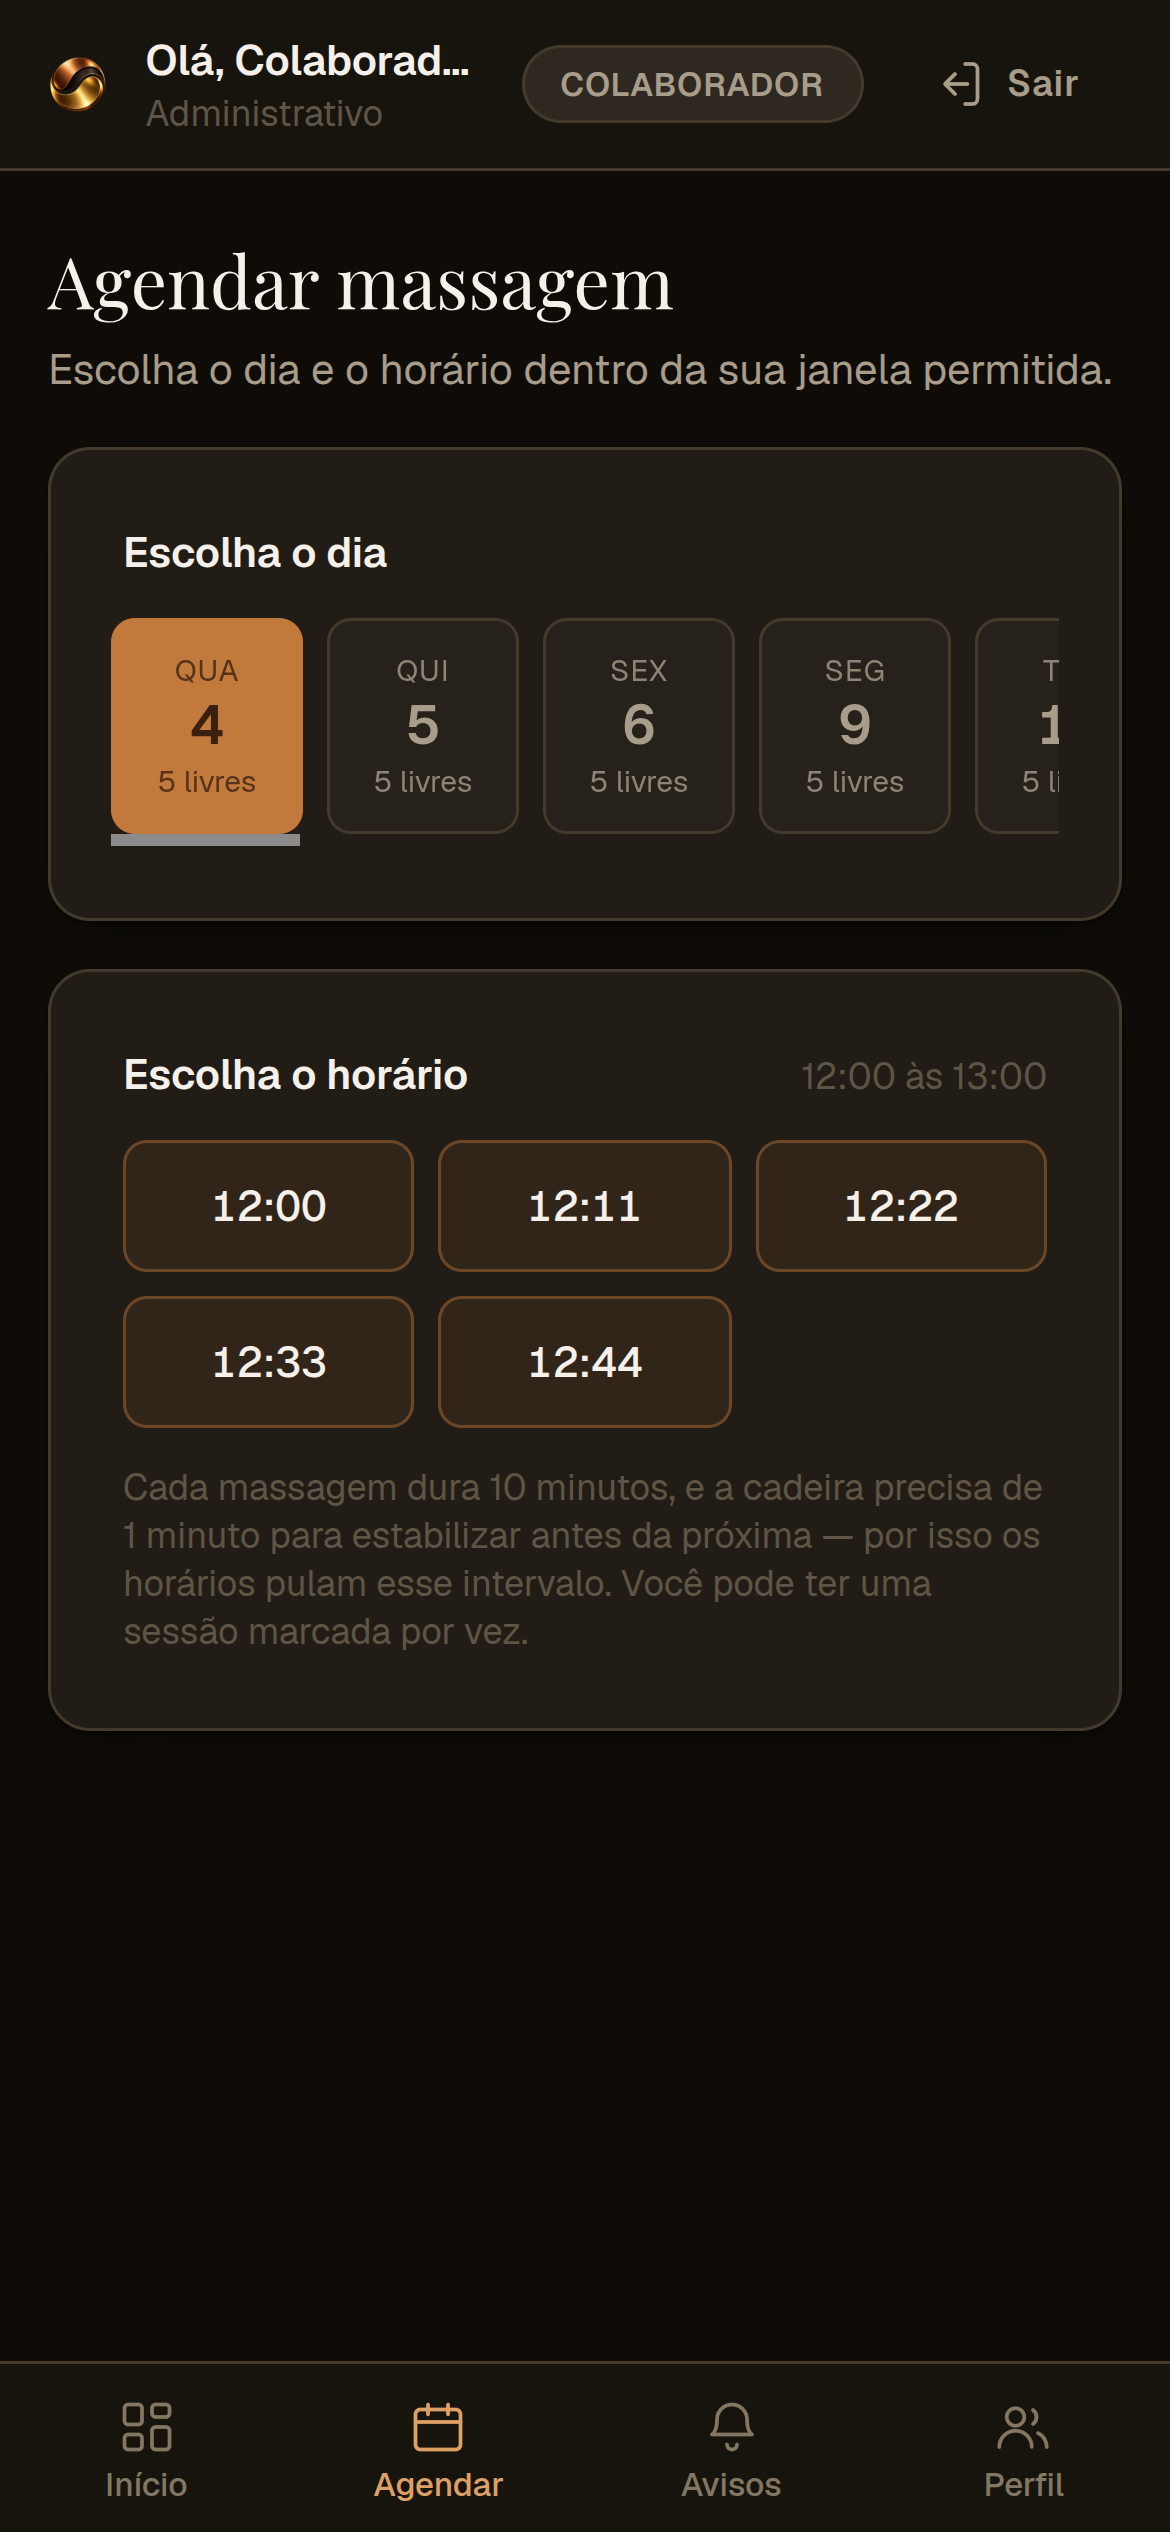 Olá, Colaborad...
Administrativo
COLABORADOR
Sair
Agendar massagem
Escolha o dia e o horário dentro da sua janela permitida.
Escolha o dia
QUA
4
5 livres
QUI
5
5 livres
SEX
6
5 livres
SEG
9
5 livres
Escolha o horário
12:00 às 13:00
12:00
12:11
12:22
12:33
12:44
Cada massagem dura 10 minutos, e a cadeira precisa de
1 minuto para estabilizar antes da próxima — por isso os
horários pulam esse intervalo. Você pode ter uma
sessão marcada por vez.
Início
Agendar
Avisos
Perfil